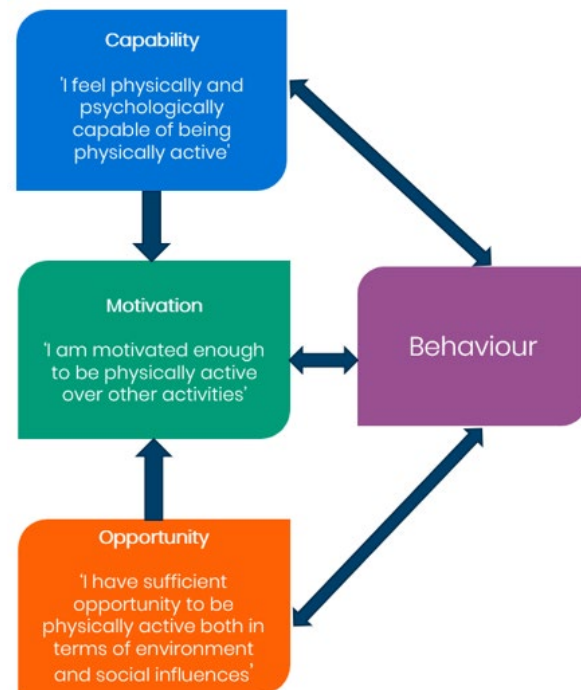 Capability
'I feel physically and
psychologically
capable of being
physically active'
Motivation
'I am motivated enough
to be physically active
over other activities'
Behaviour
Opportunity
'I have sufficient
opportunity to be
physically active both in
terms of environment
and social influences'